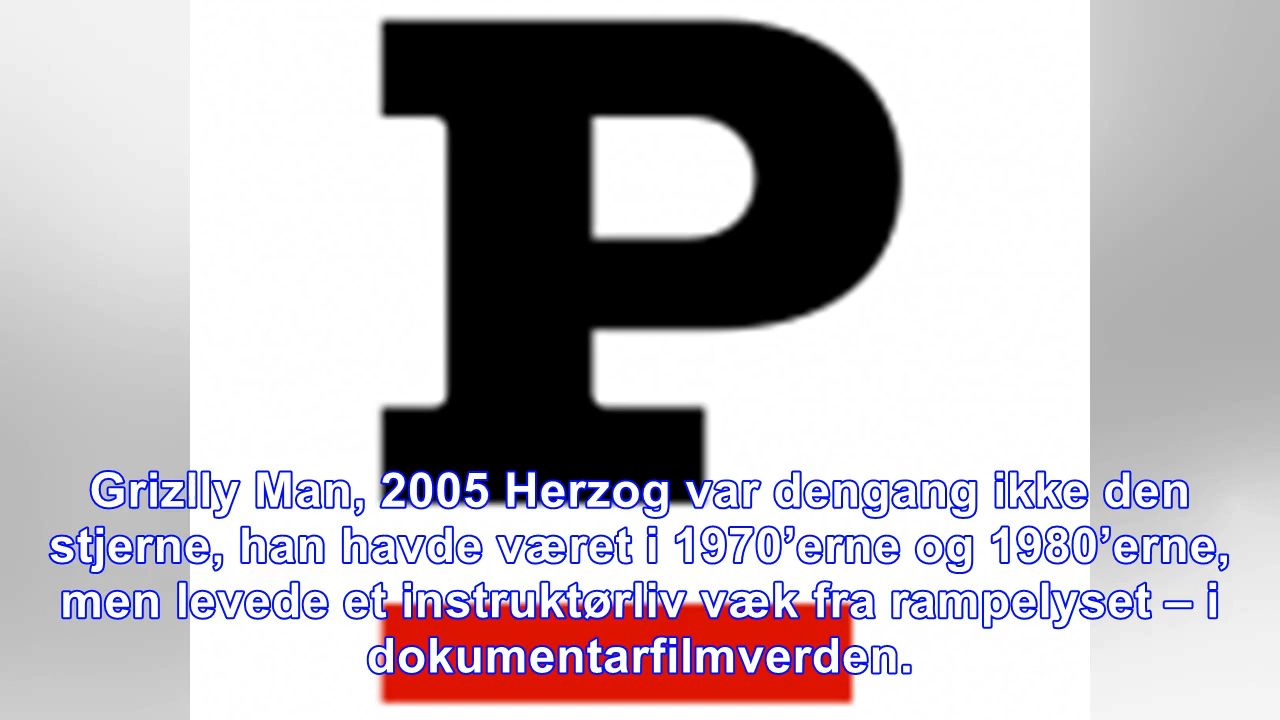 P
Grizlly Man, 2005 Herzog var dengang ikke den
stjerne, han havde været i 1970’erne og 1980’erne,
men levede et instruktørliv væk fra rampelyset – i
dokumentarfilmverden.